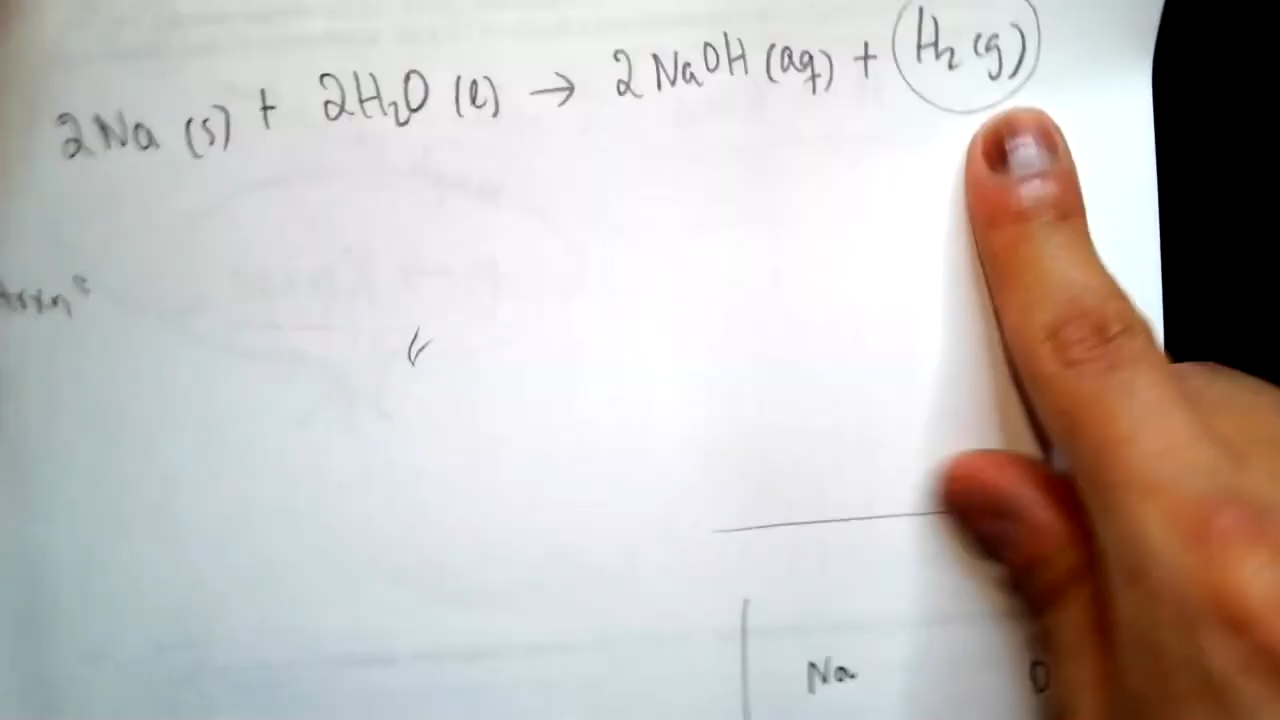 2Na (s) + 2H₂O (l) → 2NaOH (aq) + H₂ (g)
Na